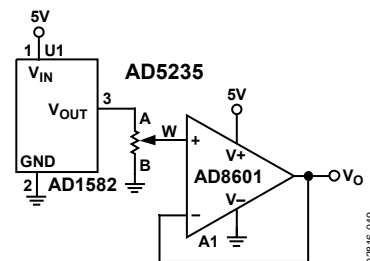 5V
1 U1
VIN
AD5235
VOUT
3
A
W
B
GND
2
AD1582
5V
+
V+
AD8601
V–
–
A1
VO